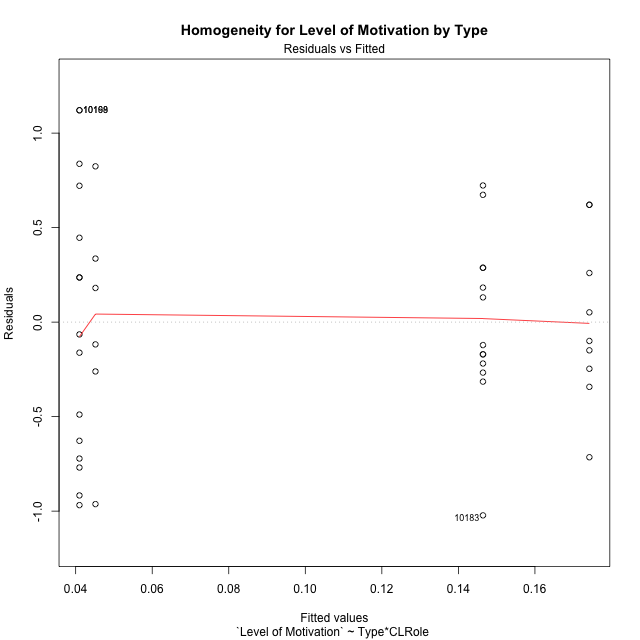 Homogeneity for Level of Motivation by Type
Residuals vs Fitted
1.0
0.5
0.0
-0.5
-1.0
Residuals
10183
0.04
0.06
0.08
0.10
0.12
0.14
0.16
Fitted values
`Level of Motivation` ~ Type*CLRole